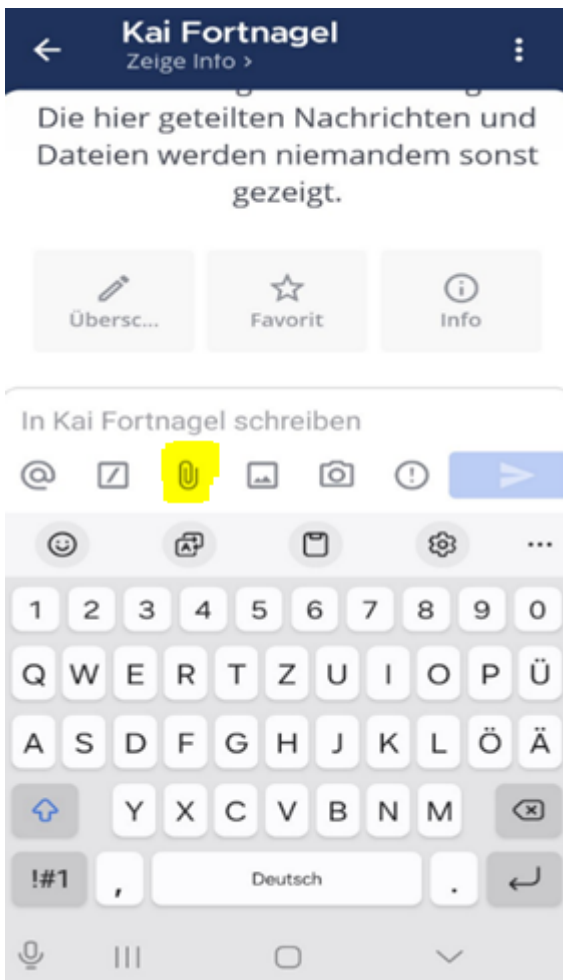 Kai Fortnagel
Zeige Info >
Die hier geteilten Nachrichten und
Dateien werden niemandem sonst
gezeigt.
Übersc... Favorit Info
In Kai Fortnagel schreiben
1 2 3 4 5 6 7 8 9 0
Q W E R T Z U I O P Ü
A S D F G H J K L Ö Ä
Y X C V B N M
!#1 , Deutsch .